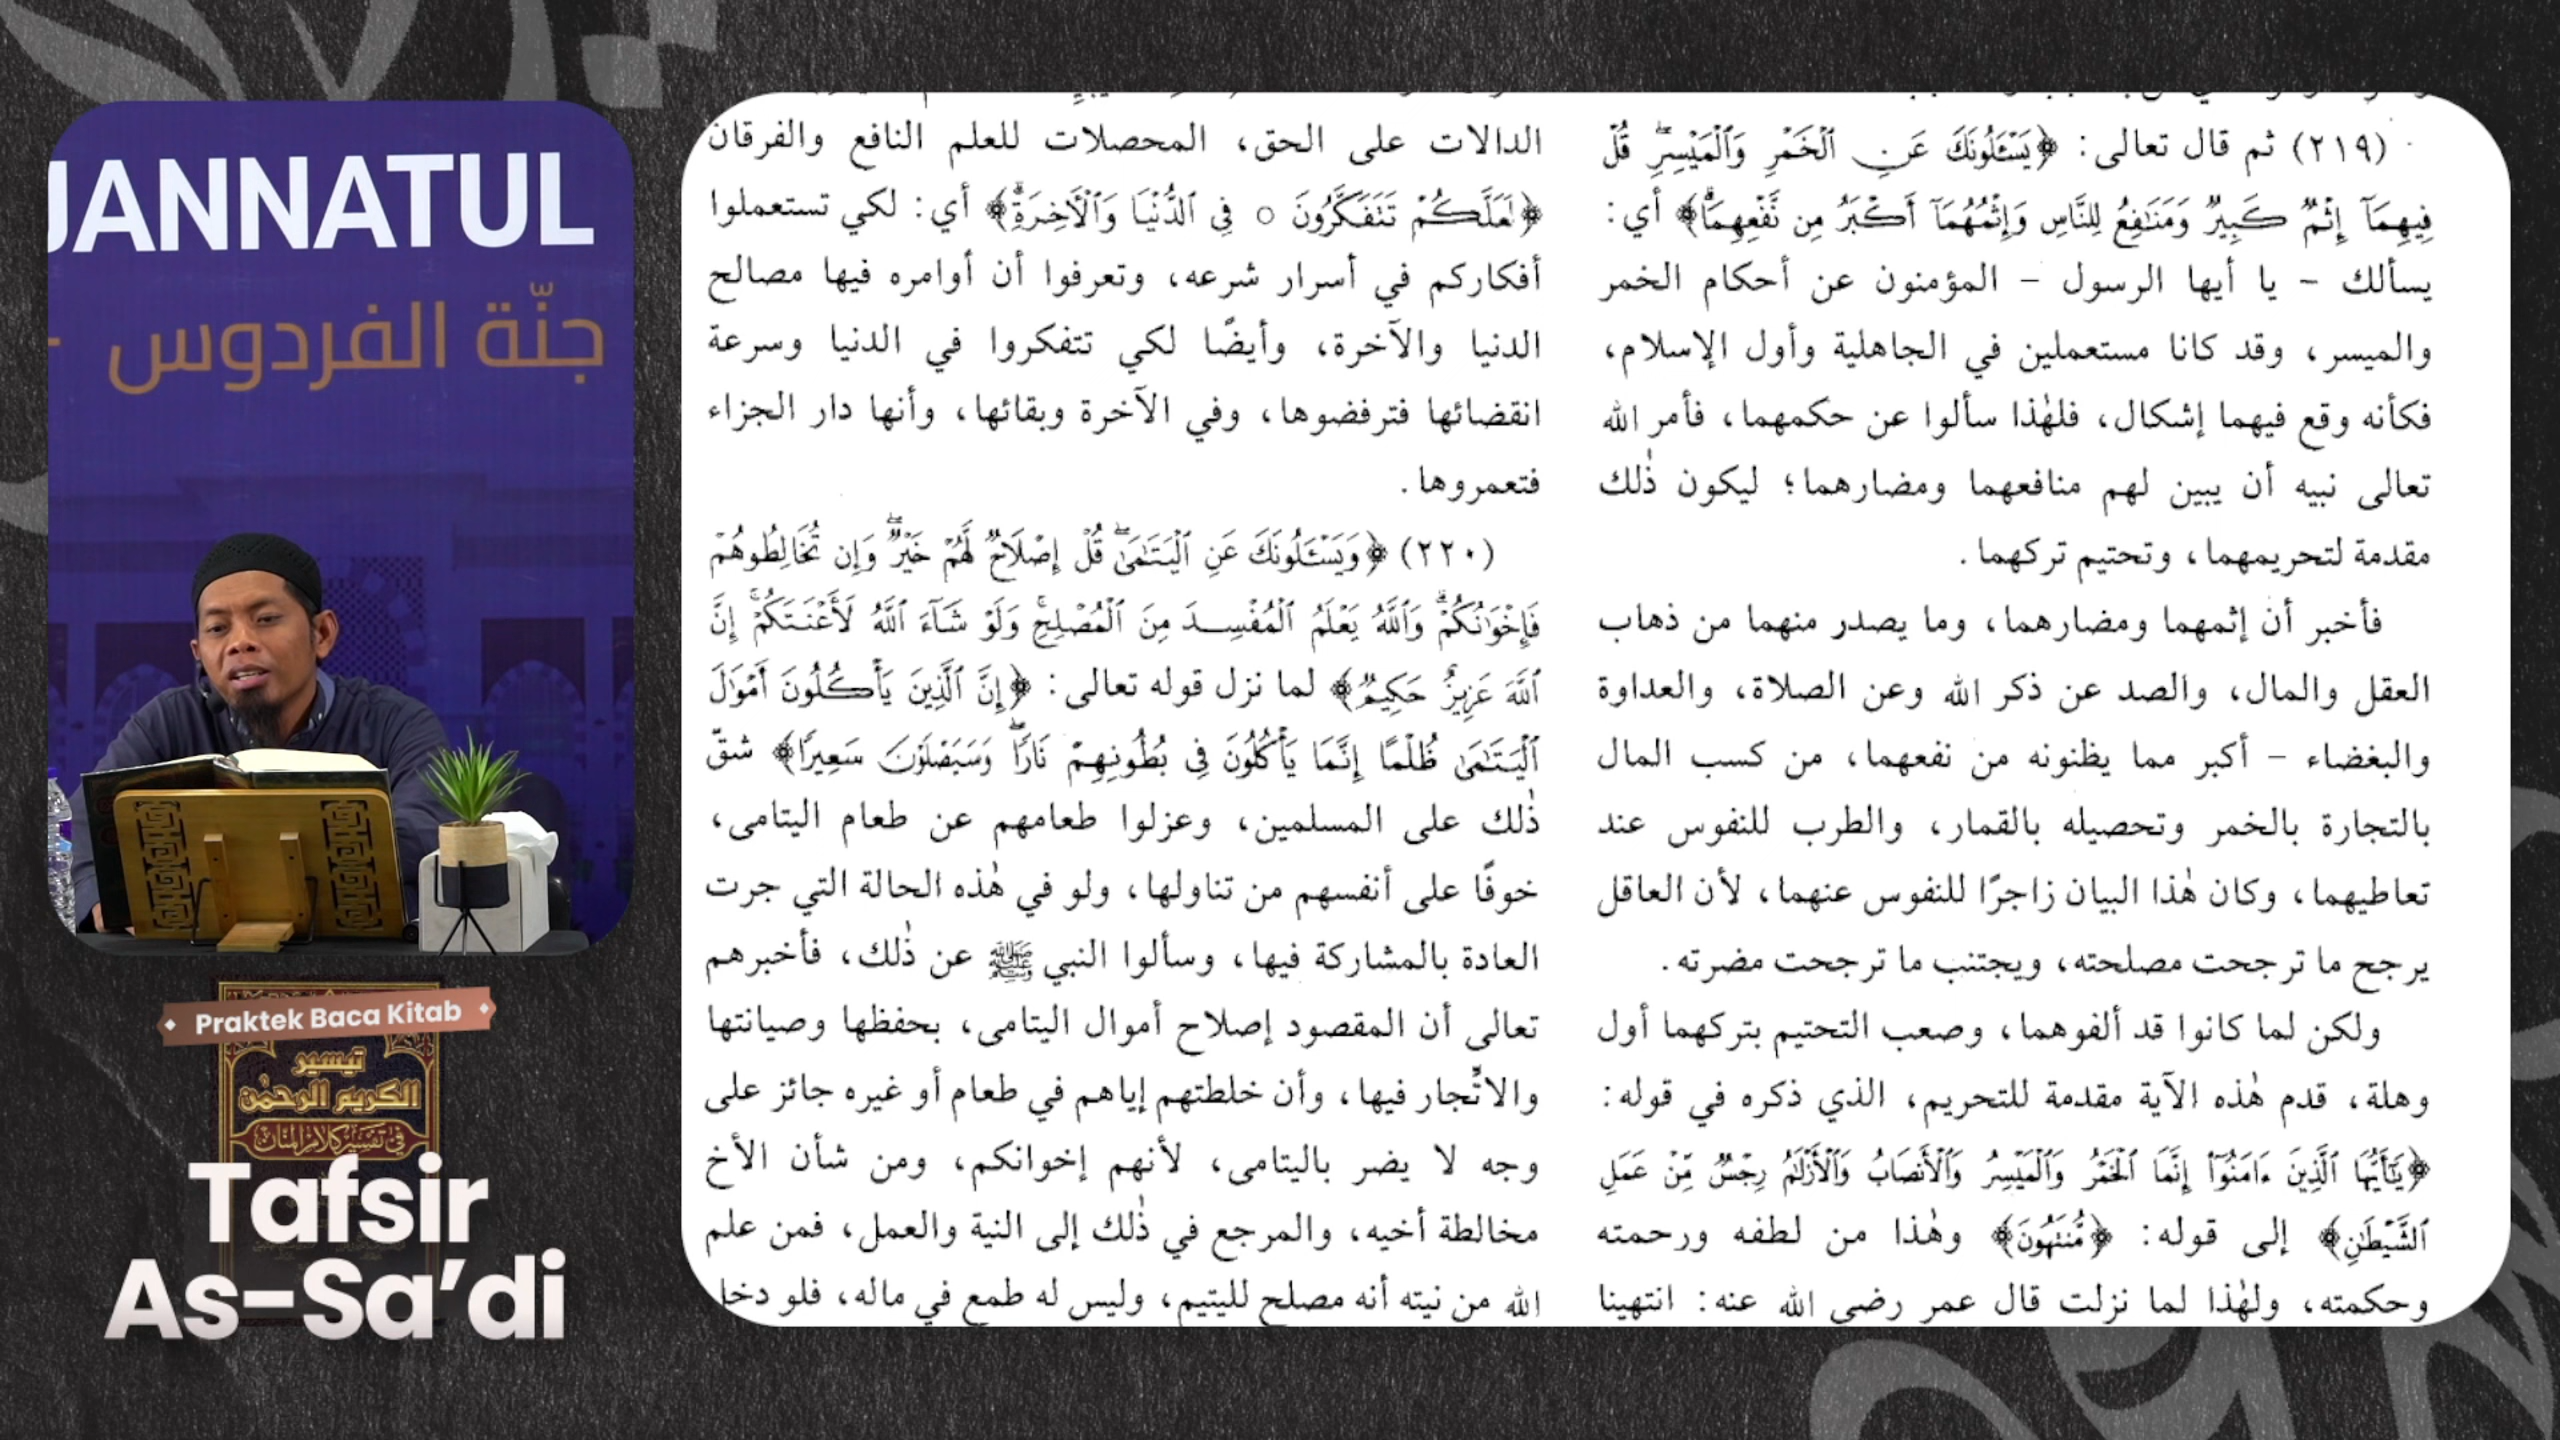 JANNATUL
جنّة الفردوس -
Praktek Baca Kitab
تيسير
الكريم الرحمٰن
في تفسير كلام المنان
Tafsir
As-Sa’di
(٢١٩) ثم قال تعالى: ﴿يَسْـَٔلُونَكَ عَنِ ٱلْخَمْرِ وَٱلْمَيْسِرِۖ قُلْ
فِيهِمَآ إِثْمٌ كَبِيرٌ وَمَنَٰفِعُ لِلنَّاسِ وَإِثْمُهُمَآ أَكْبَرُ مِن نَّفْعِهِمَاۗ﴾ أي:
يسألك – يا أيها الرسول – المؤمنون عن أحكام الخمر
والميسر، وقد كانا مستعملين في الجاهلية وأول الإسلام،
فكأنه وقع فيهما إشكال، فلهٰذا سألوا عن حكمهما، فأمر الله
تعالى نبيه أن يبين لهم منافعهما ومضارهما؛ ليكون ذٰلك
مقدمة لتحريمهما، وتحتيم تركهما.
فأخبر أن إثمهما ومضارهما، وما يصدر منهما من ذهاب
العقل والمال، والصد عن ذكر الله وعن الصلاة، والعداوة
والبغضاء – أكبر مما يظنونه من نفعهما، من كسب المال
بالتجارة بالخمر وتحصيله بالقمار، والطرب للنفوس عند
تعاطيهما، وكان هٰذا البيان زاجرًا للنفوس عنهما، لأن العاقل
يرجح ما ترجحت مصلحته، ويجتنب ما ترجحت مضرته.
ولكن لما كانوا قد ألفوهما، وصعب التحتيم بتركهما أول
وهلة، قدم هٰذه الآية مقدمة للتحريم، الذي ذكره في قوله:
﴿يَٰٓأَيُّهَا ٱلَّذِينَ ءَامَنُوٓا۟ إِنَّمَا ٱلْخَمْرُ وَٱلْمَيْسِرُ وَٱلْأَنصَابُ وَٱلْأَزْلَٰمُ رِجْسٌ مِّنْ عَمَلِ
ٱلشَّيْطَٰنِ﴾ إلى قوله: ﴿مُّنتَهُونَ﴾ وهٰذا من لطفه ورحمته
وحكمته، ولهٰذا لما نزلت قال عمر رضي الله عنه: انتهينا
الدالات على الحق، المحصلات للعلم النافع والفرقان
﴿لَعَلَّكُمْ تَتَفَكَّرُونَ ○ فِى ٱلدُّنْيَا وَٱلْأَخِرَةِۗ﴾ أي: لكي تستعملوا
أفكاركم في أسرار شرعه، وتعرفوا أن أوامره فيها مصالح
الدنيا والآخرة، وأيضًا لكي تتفكروا في الدنيا وسرعة
انقضائها فترفضوها، وفي الآخرة وبقائها، وأنها دار الجزاء
فتعمروها.
(٢٢٠) ﴿وَيَسْـَٔلُونَكَ عَنِ ٱلْيَتَٰمَىٰۖ قُلْ إِصْلَاحٌ لَّهُمْ خَيْرٌۖ وَإِن تُخَالِطُوهُمْ
فَإِخْوَٰنُكُمْۚ وَٱللَّهُ يَعْلَمُ ٱلْمُفْسِدَ مِنَ ٱلْمُصْلِحِۚ وَلَوْ شَآءَ ٱللَّهُ لَأَعْنَتَكُمْۚ إِنَّ
ٱللَّهَ عَزِيزٌ حَكِيمٌ﴾ لما نزل قوله تعالى: ﴿إِنَّ ٱلَّذِينَ يَأْكُلُونَ أَمْوَٰلَ
ٱلْيَتَٰمَىٰ ظُلْمًا إِنَّمَا يَأْكُلُونَ فِى بُطُونِهِمْ نَارًاۖ وَسَيَصْلَوْنَ سَعِيرًا﴾ شقّ
ذٰلك على المسلمين، وعزلوا طعامهم عن طعام اليتامى،
خوفًا على أنفسهم من تناولها، ولو في هٰذه الحالة التي جرت
العادة بالمشاركة فيها، وسألوا النبي ﷺ عن ذٰلك، فأخبرهم
تعالى أن المقصود إصلاح أموال اليتامى، بحفظها وصيانتها
والاتِّجار فيها، وأن خلطتهم إياهم في طعام أو غيره جائز على
وجه لا يضر باليتامى، لأنهم إخوانكم، ومن شأن الأخ
مخالطة أخيه، والمرجع في ذٰلك إلى النية والعمل، فمن علم
الله من نيته أنه مصلح لليتيم، وليس له طمع في ماله، فلو دخل